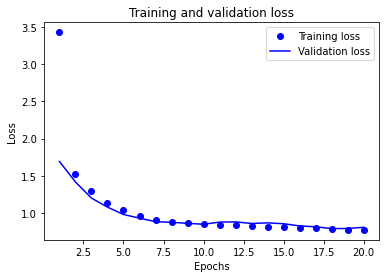 Training and validation loss
Training loss
Validation loss
Loss
3.5
3.0
2.5
2.0
1.5
1.0
2.5 5.0 7.5 10.0 12.5 15.0 17.5 20.0
Epochs